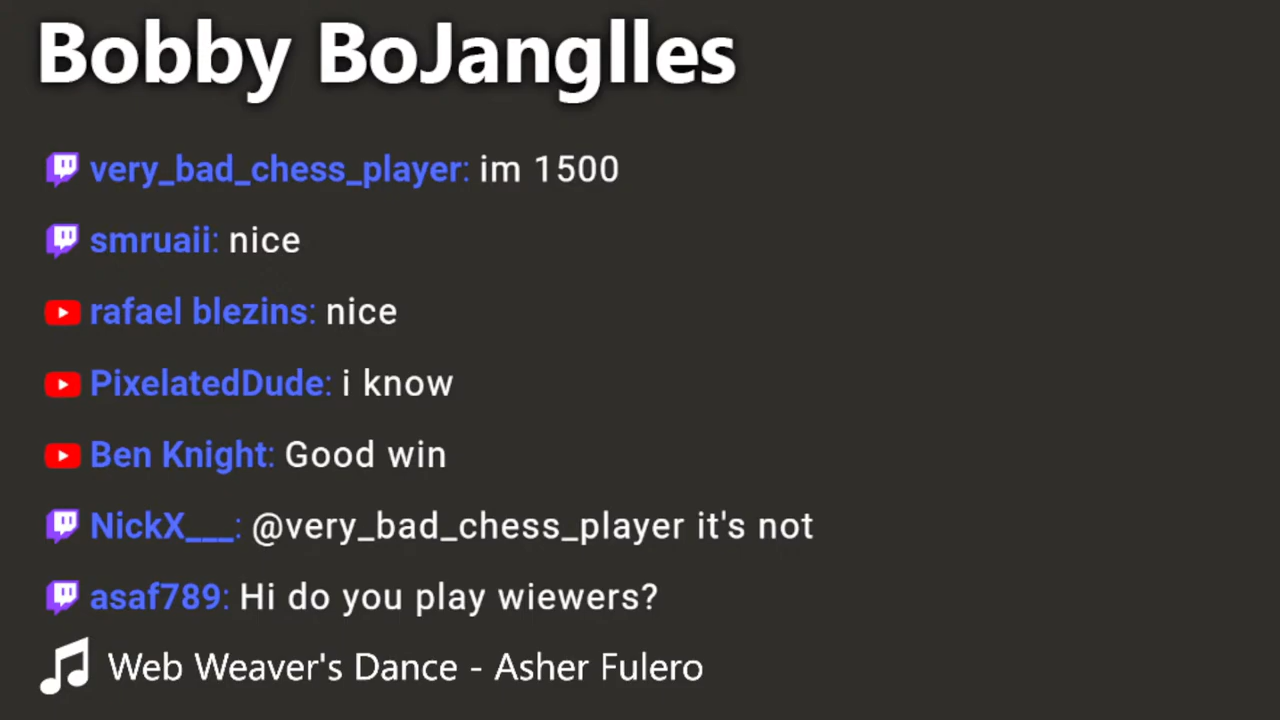 Bobby BoJanglles
very_bad_chess_player: im 1500
smruaii: nice
rafael blezins: nice
PixelatedDude: i know
Ben Knight: Good win
NickX___: @very_bad_chess_player it's not
asaf789: Hi do you play wiewers?
Web Weaver's Dance - Asher Fulero